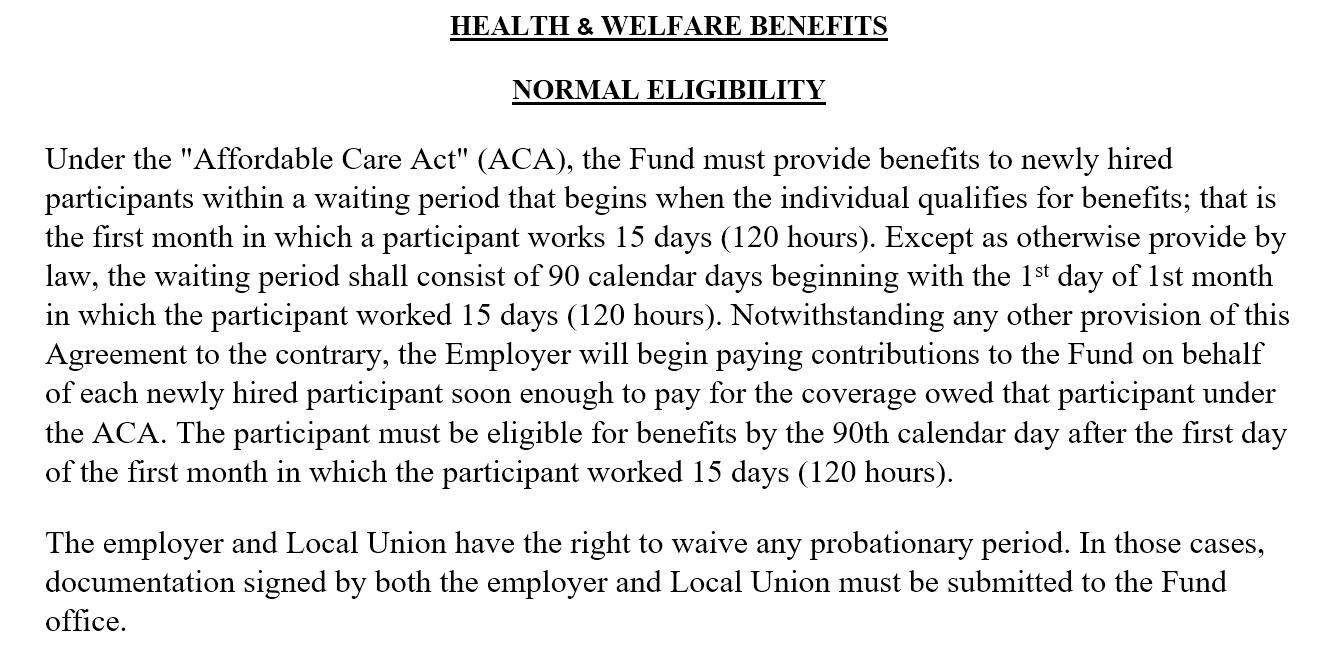 HEALTH & WELFARE BENEFITS
NORMAL ELIGIBILITY
Under the "Affordable Care Act" (ACA), the Fund must provide benefits to newly hired
participants within a waiting period that begins when the individual qualifies for benefits; that is
the first month in which a participant works 15 days (120 hours). Except as otherwise provide by
law, the waiting period shall consist of 90 calendar days beginning with the 1st day of 1st month
in which the participant worked 15 days (120 hours). Notwithstanding any other provision of this
Agreement to the contrary, the Employer will begin paying contributions to the Fund on behalf
of each newly hired participant soon enough to pay for the coverage owed that participant under
the ACA. The participant must be eligible for benefits by the 90th calendar day after the first day
of the first month in which the participant worked 15 days (120 hours).
The employer and Local Union have the right to waive any probationary period. In those cases,
documentation signed by both the employer and Local Union must be submitted to the Fund
office.